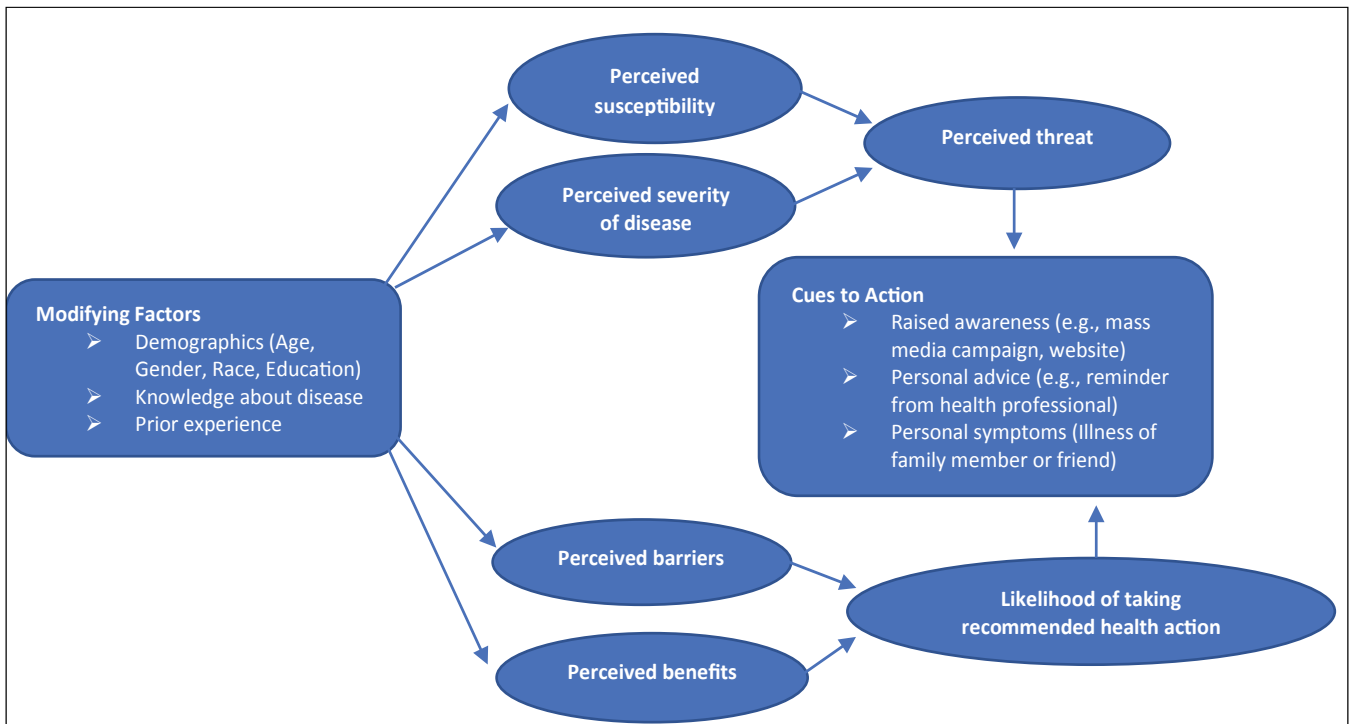 Perceived
susceptibility
Perceived threat
Perceived severity
of disease
Modifying Factors
➢ Demographics (Age,
Gender, Race, Education)
➢ Knowledge about disease
➢ Prior experience
Cues to Action
➢ Raised awareness (e.g., mass
media campaign, website)
➢ Personal advice (e.g., reminder
from health professional)
➢ Personal symptoms (Illness of
family member or friend)
Perceived barriers
Likelihood of taking
recommended health action
Perceived benefits